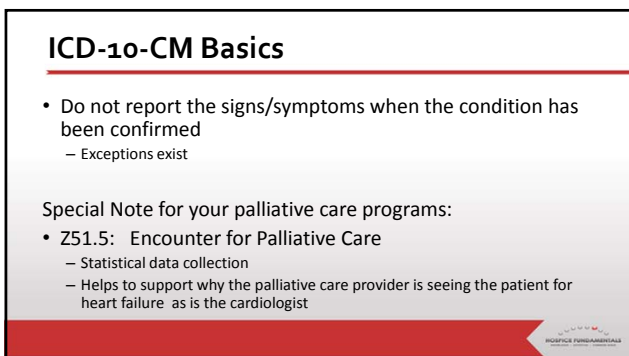 ICD-10-CM Basics
• Do not report the signs/symptoms when the condition has
been confirmed
– Exceptions exist
Special Note for your palliative care programs:
• Z51.5: Encounter for Palliative Care
– Statistical data collection
– Helps to support why the palliative care provider is seeing the patient for
heart failure as is the cardiologist
HOSPICE FUNDAMENTALS